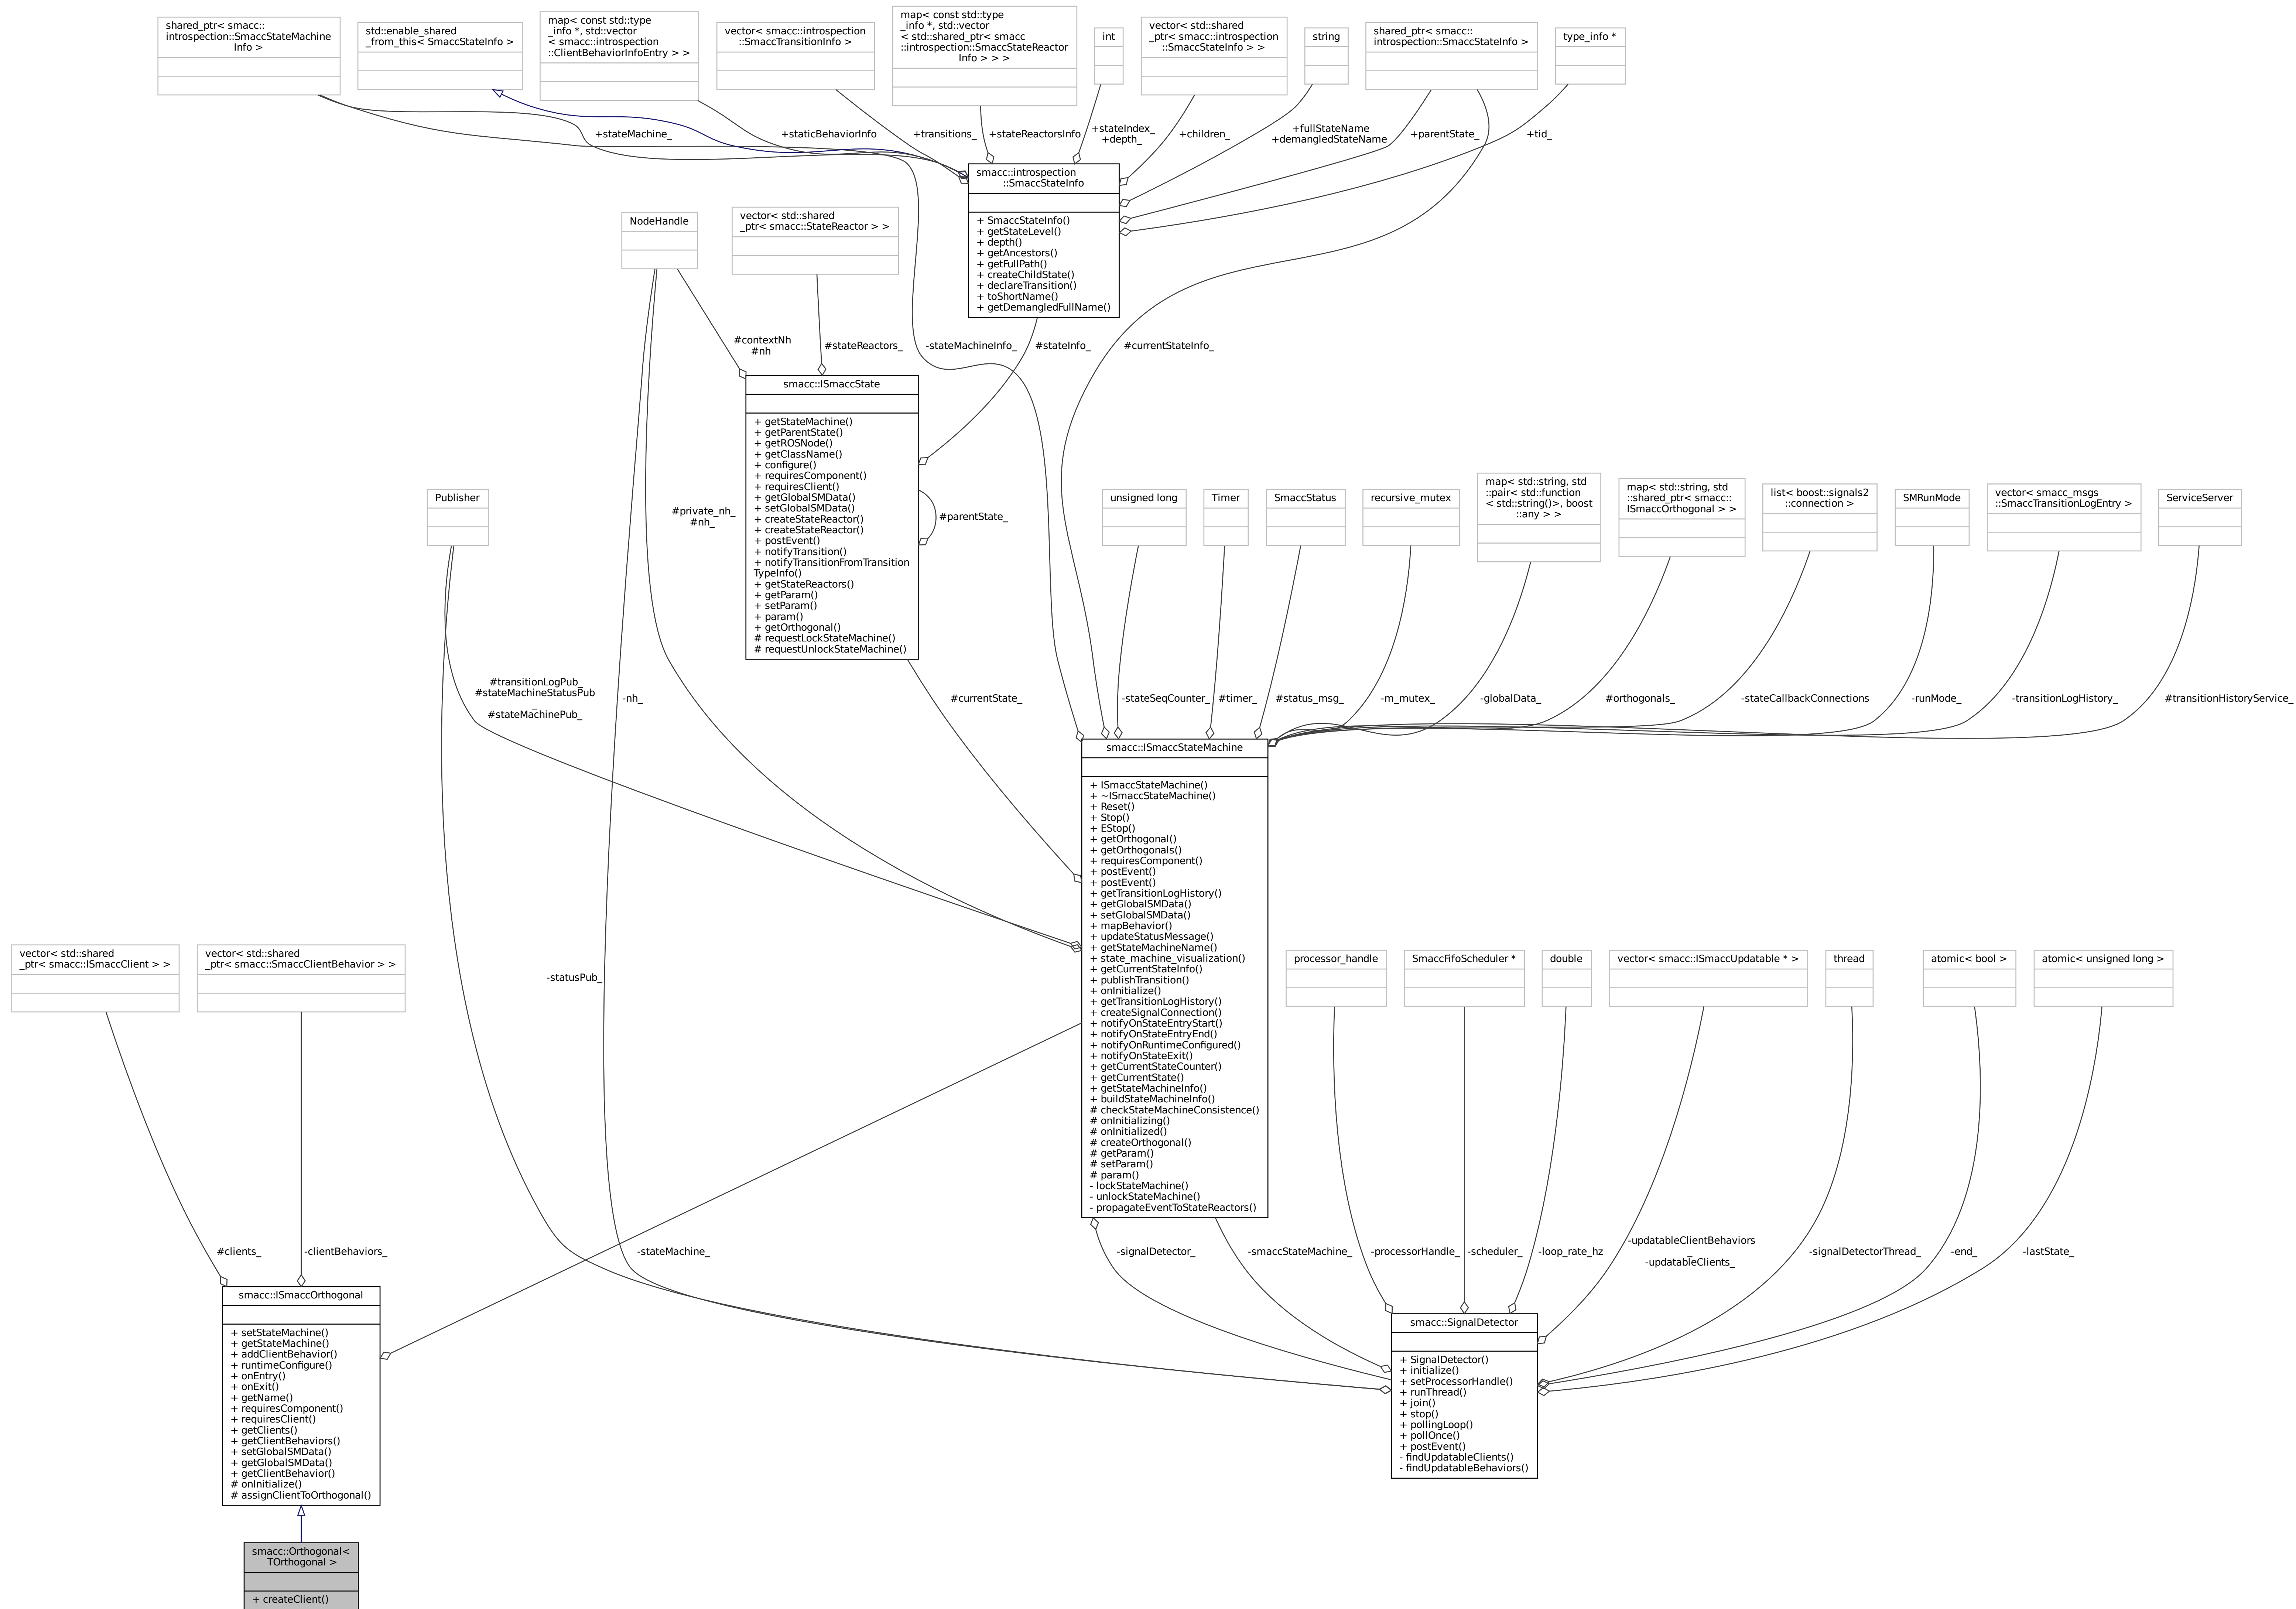 shared_ptr< smacc::
introspection::SmaccStateMachine
Info >
std::enable_shared
_from_this< SmaccStateInfo >
map< const std::type
_info *, std::vector
< smacc::introspection
::ClientBehaviorInfoEntry > >
vector< smacc::introspection
::SmaccTransitionInfo >
map< const std::type
_info *, std::vector
< std::shared_ptr< smacc
::introspection::SmaccStateReactor
Info > > >
int
vector< std::shared
_ptr< smacc::introspection
::SmaccStateInfo > >
string
shared_ptr< smacc::
introspection::SmaccStateInfo >
type_info *
+stateMachine_
+staticBehaviorInfo
+transitions_
+stateReactorsInfo
+stateIndex_
+depth_
+children_
+fullStateName
+demangledStateName
+parentState_
+tid_
smacc::introspection
::SmaccStateInfo
+ SmaccStateInfo()
+ getStateLevel()
+ depth()
+ getAncestors()
+ getFullPath()
+ createChildState()
+ declareTransition()
+ toShortName()
+ getDemangledFullName()
NodeHandle
vector< std::shared
_ptr< smacc::StateReactor > >
#contextNh
#nh
#stateReactors_
-stateMachineInfo_
#stateInfo_
#currentStateInfo_
smacc::ISmaccState
+ getStateMachine()
+ getParentState()
+ getROSNode()
+ getClassName()
+ configure()
+ requiresComponent()
+ requiresClient()
+ getGlobalSMData()
+ setGlobalSMData()
+ createStateReactor()
+ createStateReactor()
+ postEvent()
+ notifyTransition()
+ notifyTransitionFromTransition
TypeInfo()
+ getStateReactors()
+ getParam()
+ setParam()
+ param()
+ getOrthogonal()
# requestLockStateMachine()
# requestUnlockStateMachine()
#parentState_
#private_nh_
#nh_
Publisher
unsigned long
Timer
SmaccStatus
recursive_mutex
map< std::string, std
::pair< std::function
< std::string()>, boost
::any > >
map< std::string, std
::shared_ptr< smacc::
ISmaccOrthogonal > >
list< boost::signals2
::connection >
SMRunMode
vector< smacc_msgs
::SmaccTransitionLogEntry >
ServiceServer
#transitionLogPub_
#stateMachineStatusPub
_
#stateMachinePub_
-nh_
#currentState_
-stateSeqCounter_
#timer_
#status_msg_
-m_mutex_
-globalData_
#orthogonals_
-stateCallbackConnections
-runMode_
-transitionLogHistory_
#transitionHistoryService_
smacc::ISmaccStateMachine
+ ISmaccStateMachine()
+ ~ISmaccStateMachine()
+ Reset()
+ Stop()
+ EStop()
+ getOrthogonal()
+ getOrthogonals()
+ requiresComponent()
+ postEvent()
+ postEvent()
+ getTransitionLogHistory()
+ getGlobalSMData()
+ setGlobalSMData()
+ mapBehavior()
+ updateStatusMessage()
+ getStateMachineName()
+ state_machine_visualization()
+ getCurrentStateInfo()
+ publishTransition()
+ onInitialize()
+ getTransitionLogHistory()
+ createSignalConnection()
+ notifyOnStateEntryStart()
+ notifyOnStateEntryEnd()
+ notifyOnRuntimeConfigured()
+ notifyOnStateExit()
+ getCurrentStateCounter()
+ getCurrentState()
+ getStateMachineInfo()
+ buildStateMachineInfo()
# checkStateMachineConsistence()
# onInitializing()
# onInitialized()
# createOrthogonal()
# getParam()
# setParam()
# param()
- lockStateMachine()
- unlockStateMachine()
- propagateEventToStateReactors()
vector< std::shared
_ptr< smacc::ISmaccClient > >
vector< std::shared
_ptr< smacc::SmaccClientBehavior > >
-statusPub_
processor_handle
SmaccFifoScheduler *
double
vector< smacc::ISmaccUpdatable * >
thread
atomic< bool >
atomic< unsigned long >
#clients_
-clientBehaviors_
-stateMachine_
-signalDetector_
-smaccStateMachine_
-processorHandle_
-scheduler_
-loop_rate_hz
-updatableClientBehaviors
_
-updatableClients_
-signalDetectorThread_
-end_
-lastState_
smacc::ISmaccOrthogonal
+ setStateMachine()
+ getStateMachine()
+ addClientBehavior()
+ runtimeConfigure()
+ onEntry()
+ onExit()
+ getName()
+ requiresComponent()
+ requiresClient()
+ getClients()
+ getClientBehaviors()
+ setGlobalSMData()
+ getGlobalSMData()
+ getClientBehavior()
# onInitialize()
# assignClientToOrthogonal()
smacc::SignalDetector
+ SignalDetector()
+ initialize()
+ setProcessorHandle()
+ runThread()
+ join()
+ stop()
+ pollingLoop()
+ pollOnce()
+ postEvent()
- findUpdatableClients()
- findUpdatableBehaviors()
smacc::Orthogonal<
TOrthogonal >
+ createClient()